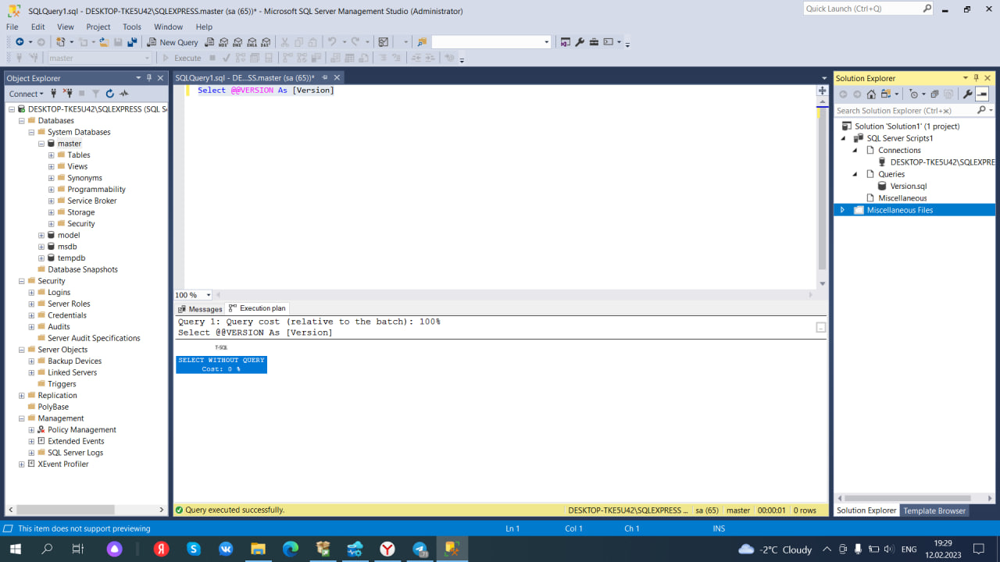 SQLQuery1.sql - DESKTOP-TKE5U42\SQLEXPRESS.master (sa (65))* - Microsoft SQL Server Management Studio (Administrator)
Quick Launch (Ctrl+Q)
File Edit View Project Tools Window Help
New Query
master
Execute
Object Explorer
Connect
DESKTOP-TKE5U42\SQLEXPRESS (SQL S
Databases
System Databases
master
Tables
Views
Synonyms
Programmability
Service Broker
Storage
Security
model
msdb
tempdb
Database Snapshots
Security
Logins
Server Roles
Credentials
Audits
Server Audit Specifications
Server Objects
Backup Devices
Linked Servers
Triggers
Replication
PolyBase
Management
Policy Management
Extended Events
SQL Server Logs
XEvent Profiler
SQLQuery1.sql - DE...SS.master (sa (65))*
Select @@VERSION As [Version]
100 %
Messages Execution plan
Query 1: Query cost (relative to the batch): 100%
Select @@VERSION As [Version]
T-SQL
SELECT WITHOUT QUERY
Cost: 0 %
Query executed successfully.
DESKTOP-TKE5U42\SQLEXPRESS ... sa (65) master 00:00:01 0 rows
Solution Explorer
Search Solution Explorer (Ctrl+ж)
Solution 'Solution1' (1 project)
SQL Server Scripts1
Connections
DESKTOP-TKE5U42\SQLEXPRE
Queries
Version.sql
Miscellaneous
Miscellaneous Files
Solution Explorer Template Browser
This item does not support previewing
Ln 1 Col 1 Ch 1 INS
-2°C Cloudy
ENG
19:29
12.02.2023